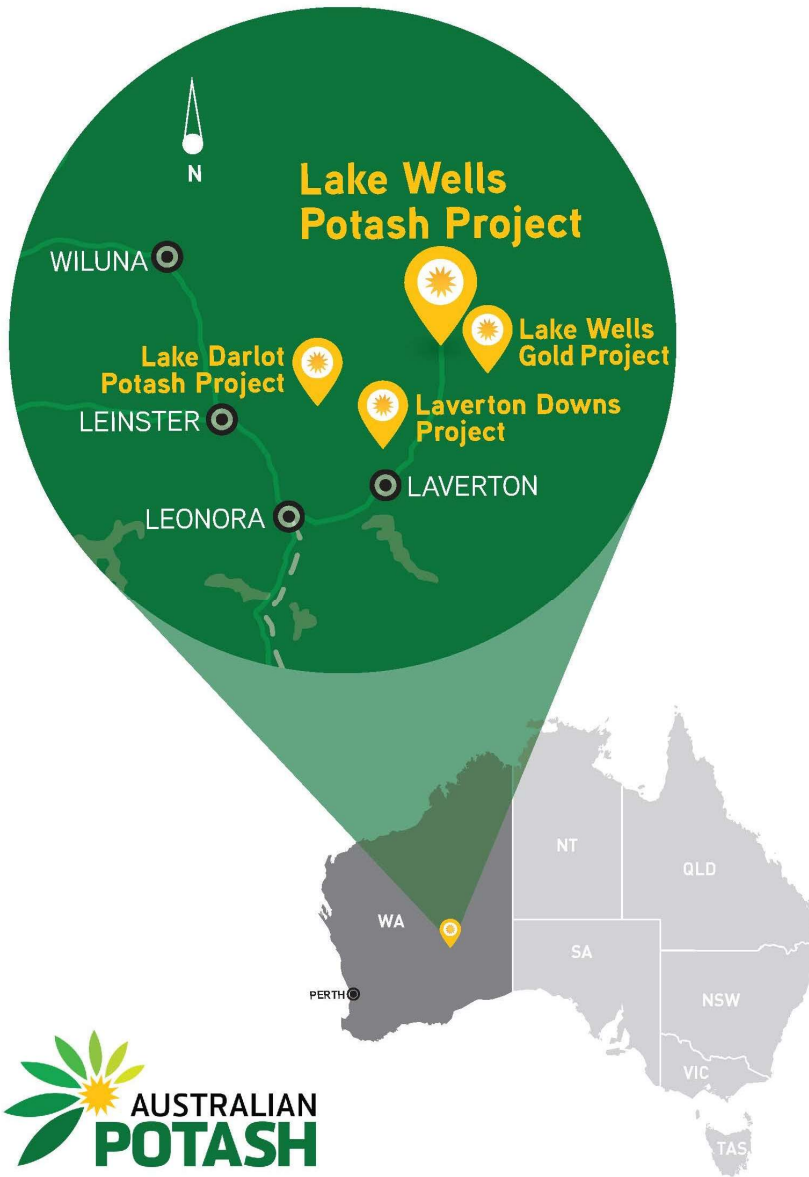 N
Lake Wells
Potash Project
WILUNA
Lake Wells
Gold Project
Lake Darlot
Potash Project
Laverton Downs
Project
LEINSTER
LAVERTON
LEONORA
NT
QLD
WA
SA
PERTH
NSW
VIC
TAS
AUSTRALIAN
POTASH